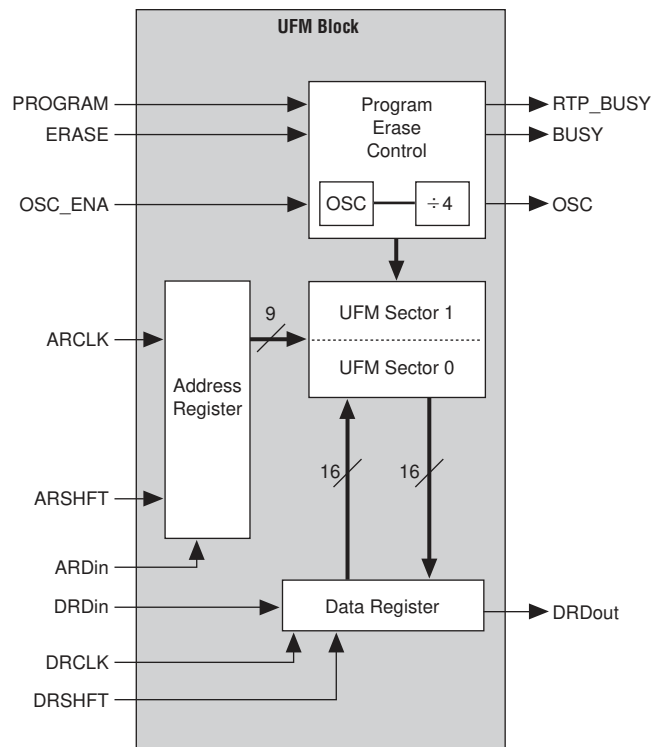 UFM Block
PROGRAM
ERASE
OSC_ENA
Program
Erase
Control
OSC
÷ 4
RTP_BUSY
BUSY
OSC
ARCLK
ARSHFT
ARDin
Address
Register
9
UFM Sector 1
UFM Sector 0
16
16
DRDin
DRCLK
DRSHFT
Data Register
DRDout